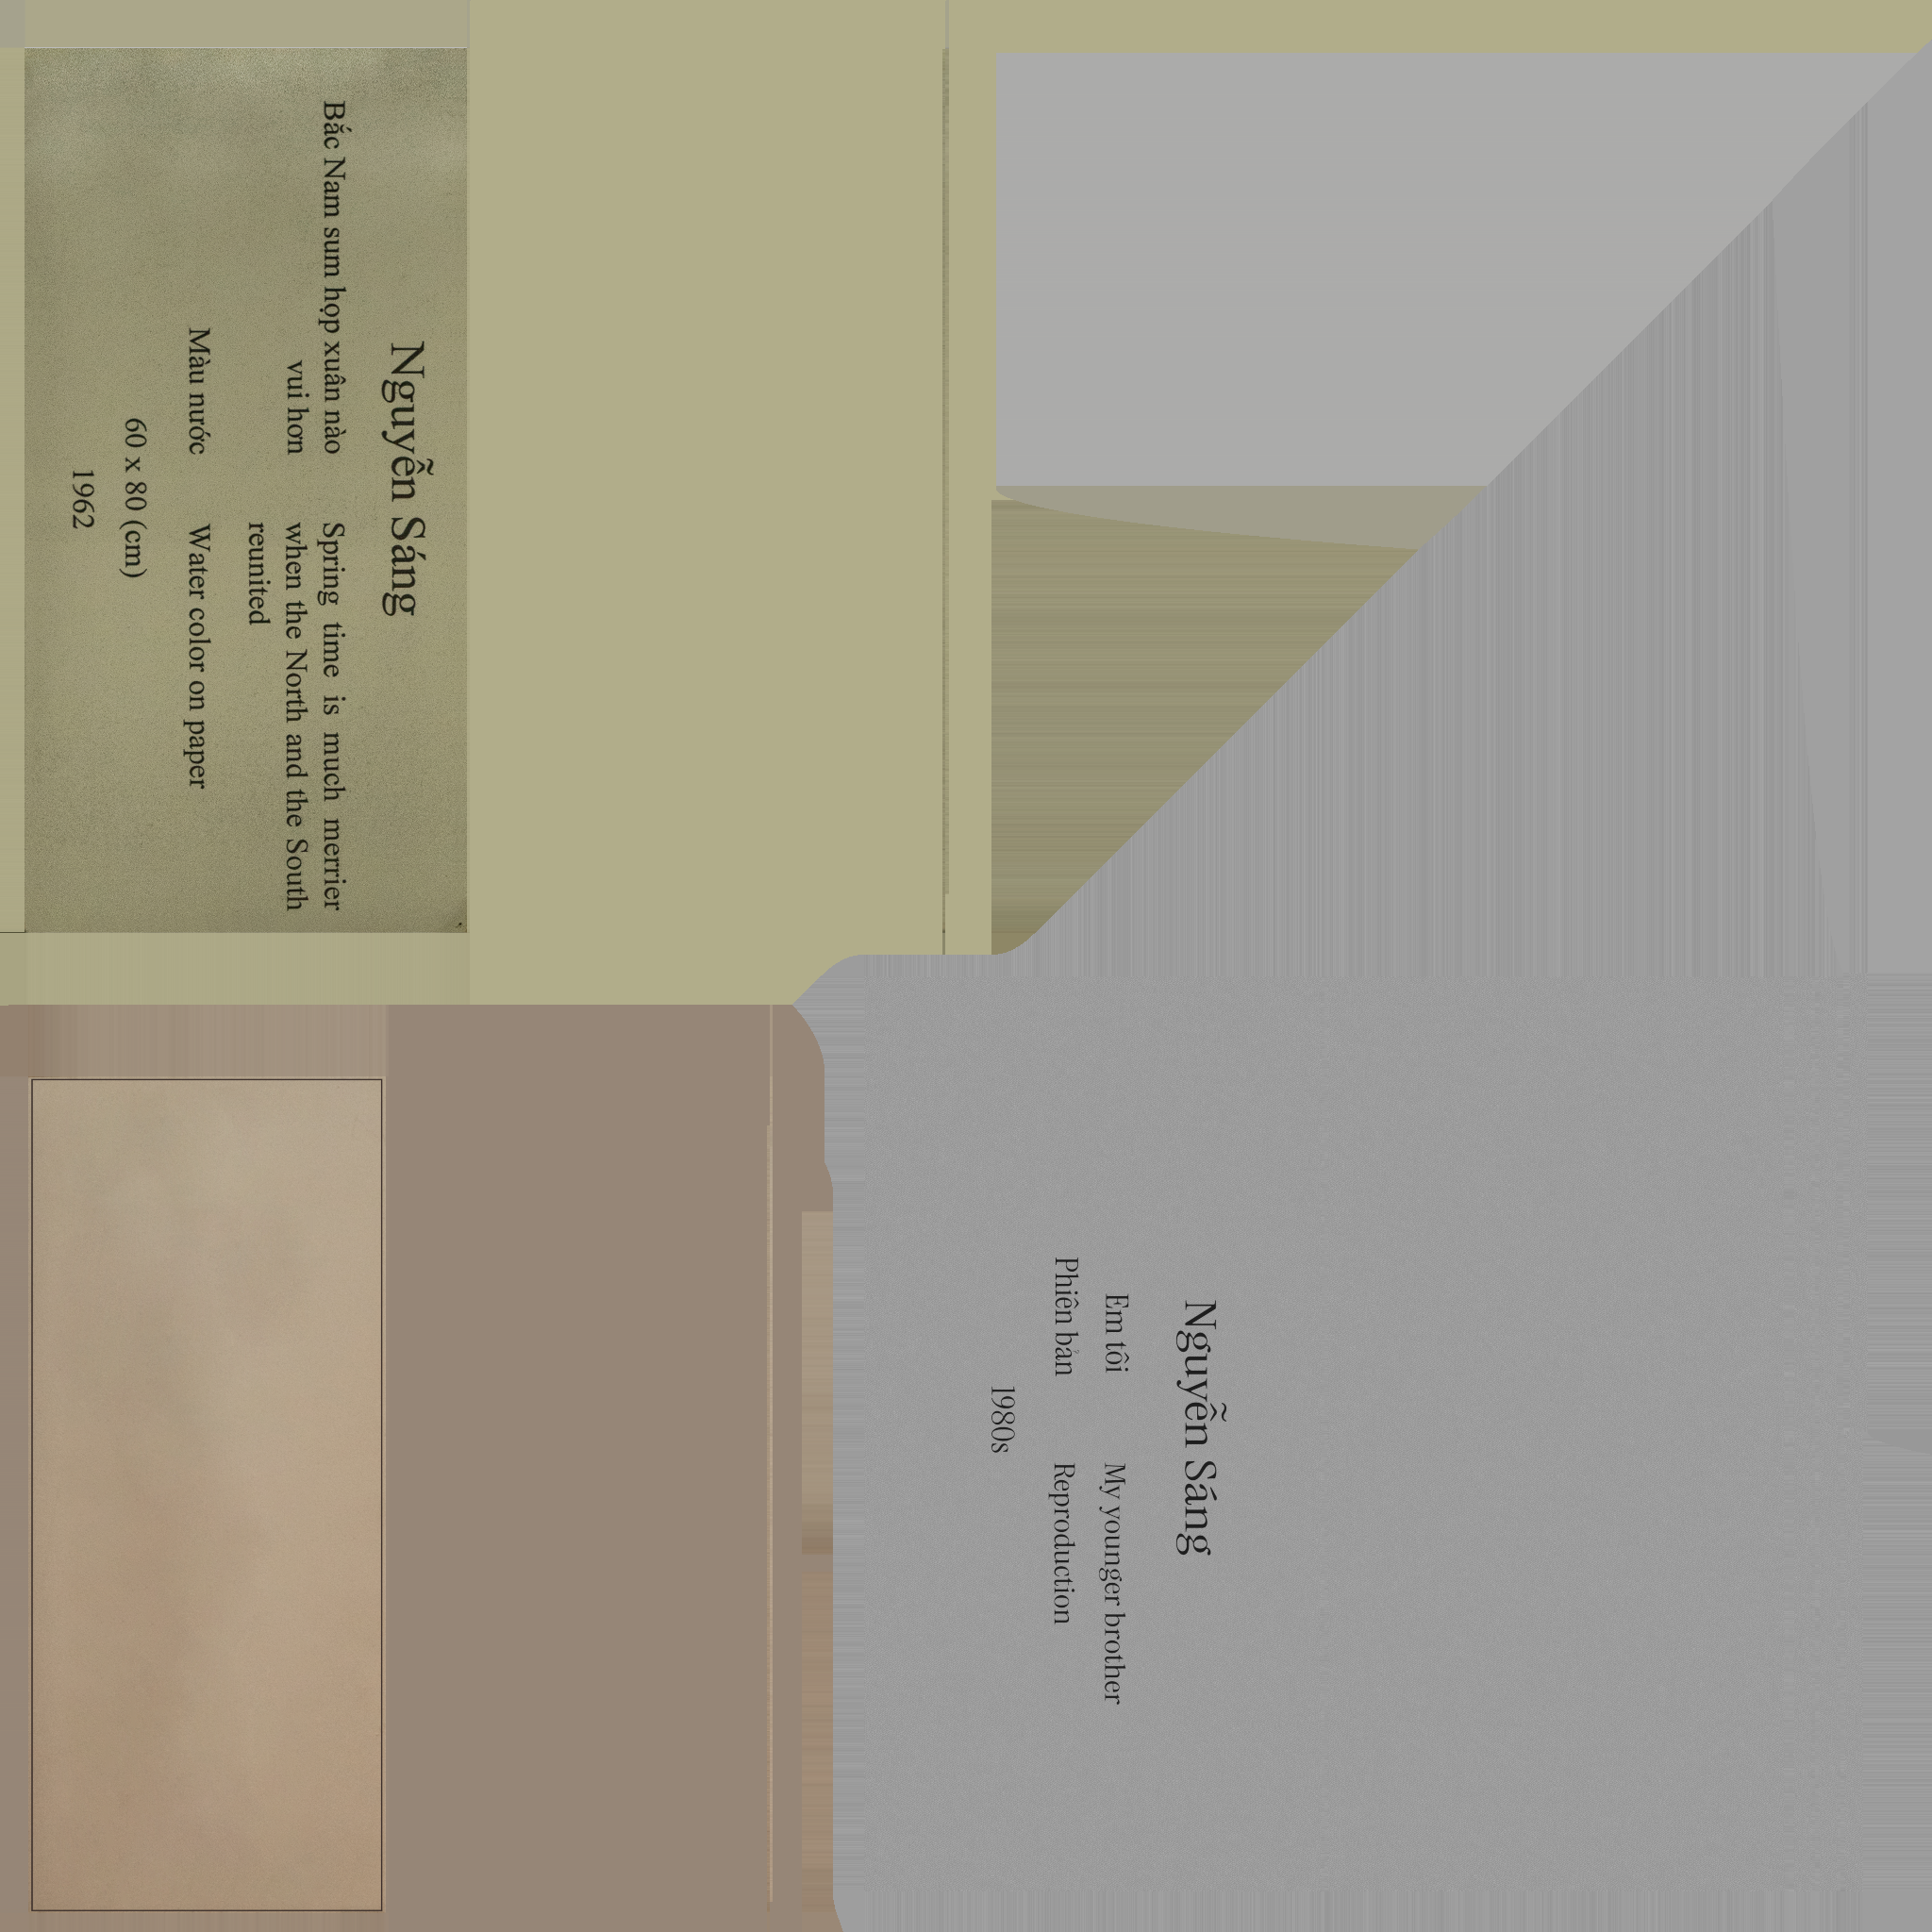 Nguyễn Sáng
Bắc Nam sum họp xuân nào vui hơn
Spring time is much merrier
when the North and the South
reunited
Màu nước
Water color on paper
60 x 80 (cm)
1962
Nguyễn Sáng
Em tôi
My younger brother
Phiên bản
Reproduction
1980s